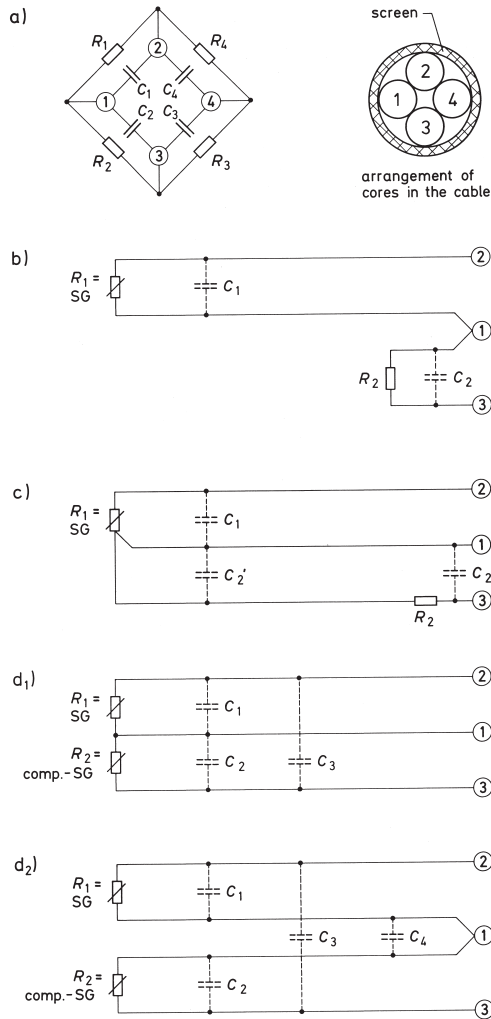 a)
R1
R4
2
C1 C4
1
4
C2 C3
3
R2
R3
screen
2
1
4
3
arrangement of
cores in the cable
b)
2
R1=
SG
C1
1
R2
C2
3
c)
2
R1=
SG
C1
1
C2'
C2
3
R2
d1)
2
R1=
SG
C1
1
R2=
comp.-SG
C2
C3
3
d2)
2
R1=
SG
C1
C3
C4
1
R2=
comp.-SG
C2
3